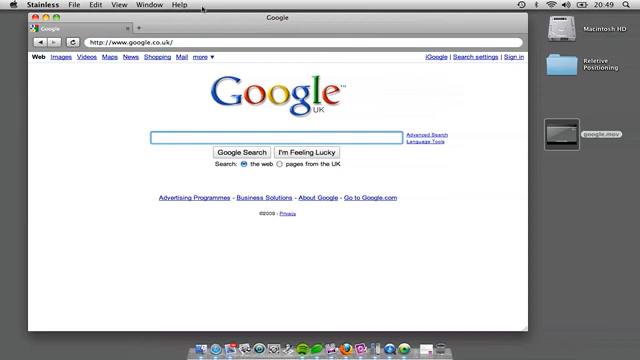 Stainless File Edit View Window Help 20:49
Google
Google
http://www.google.co.uk/
Web Images Videos Maps News Shopping Mail more ▼ iGoogle | Search settings | Sign in
Google™
UK
Advanced Search
Language Tools
Google Search I'm Feeling Lucky
Search: the web pages from the UK
Advertising Programmes - Business Solutions - About Google - Go to Google.com
©2009 - Privacy
Macintosh HD
Reletive
Positioning
google.mov